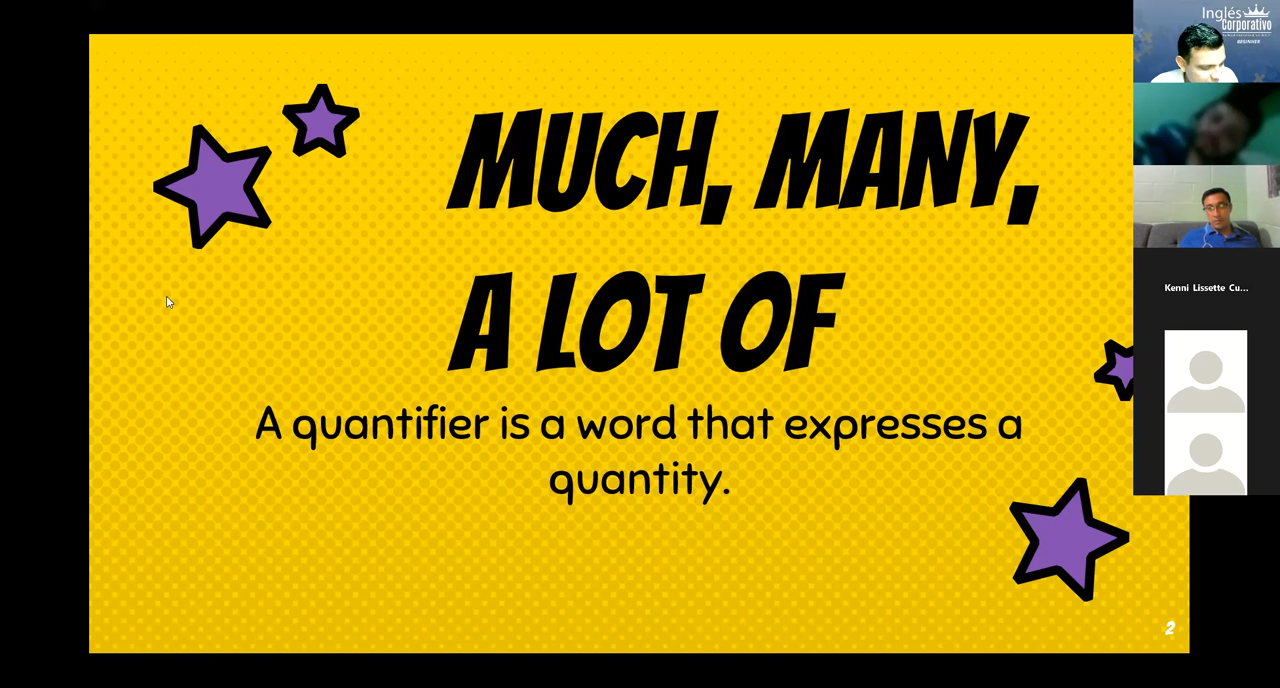 MUCH, MANY,
A LOT OF
A quantifier is a word that expresses a
quantity.
2
Inglés
Corporativo
BEGINNER
Kenni Lissette Cu...